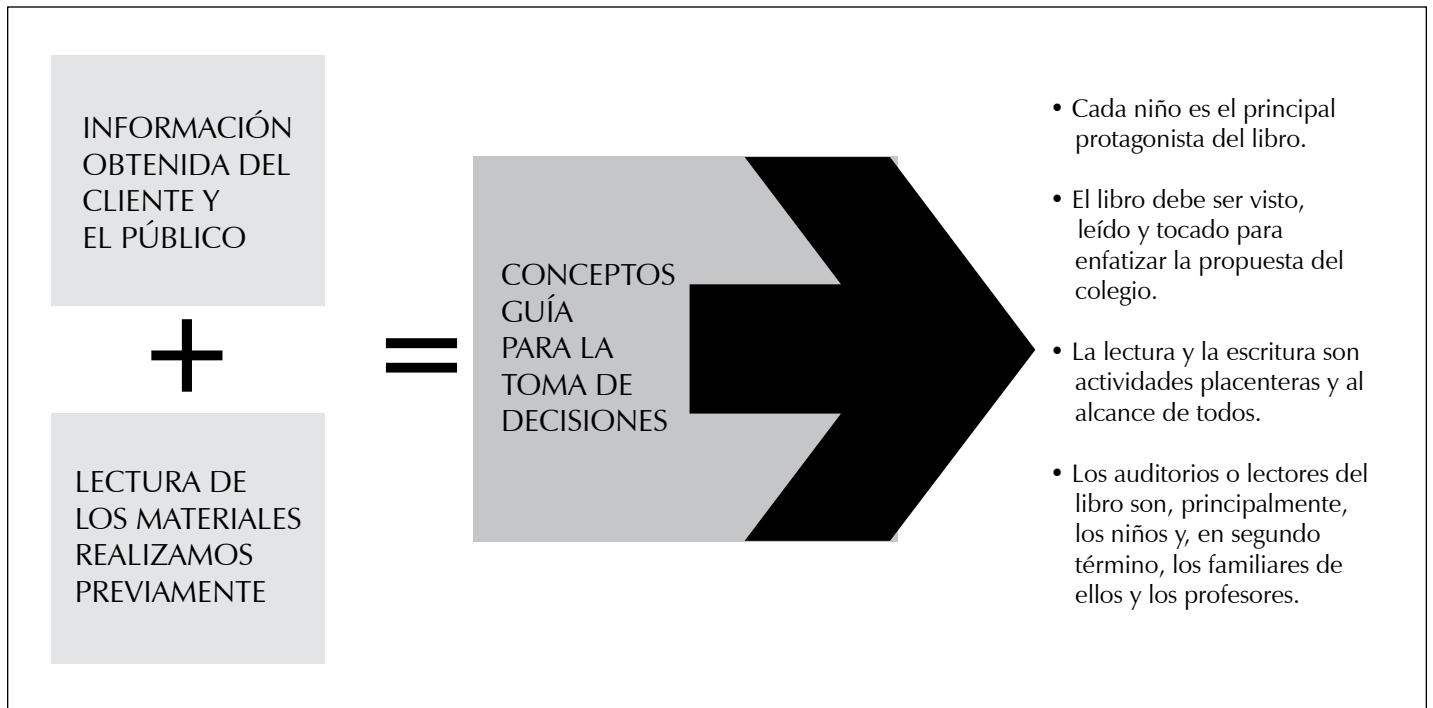 INFORMACIÓN
OBTENIDA DEL
CLIENTE Y
EL PÚBLICO
+
LECTURA DE
LOS MATERIALES
REALIZAMOS
PREVIAMENTE
=
CONCEPTOS
GUÍA
PARA LA
TOMA DE
DECISIONES
• Cada niño es el principal
protagonista del libro.
• El libro debe ser visto,
leído y tocado para
enfatizar la propuesta del
colegio.
• La lectura y la escritura son
actividades placenteras y al
alcance de todos.
• Los auditorios o lectores del
libro son, principalmente,
los niños y, en segundo
término, los familiares de
ellos y los profesores.